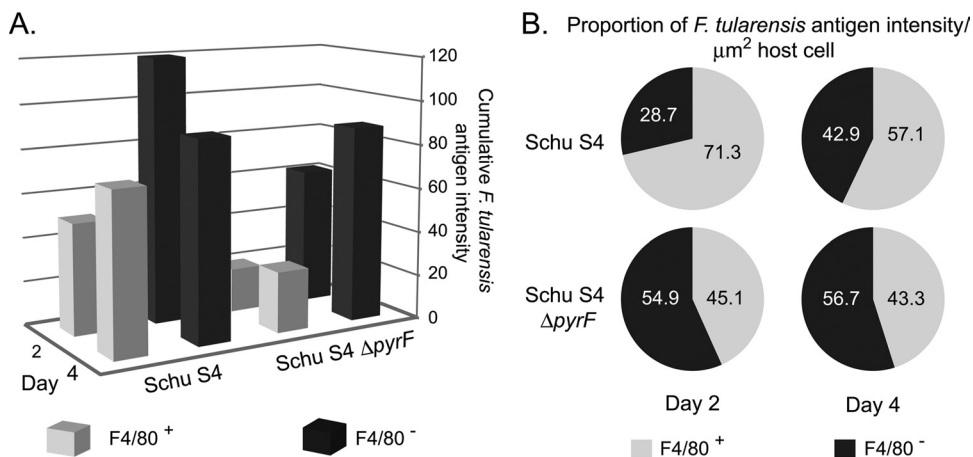 A.
120
100
80
60
40
20
0
Cumulative F. tularensis
antigen intensity
2
4
Day
Schu S4
Schu S4 ΔpyrF
F4/80 +
F4/80 -
B. Proportion of F. tularensis antigen intensity/
μm2 host cell
Schu S4
28.7
71.3
42.9
57.1
Schu S4
ΔpyrF
54.9
45.1
56.7
43.3
Day 2
Day 4
F4/80 +
F4/80 -